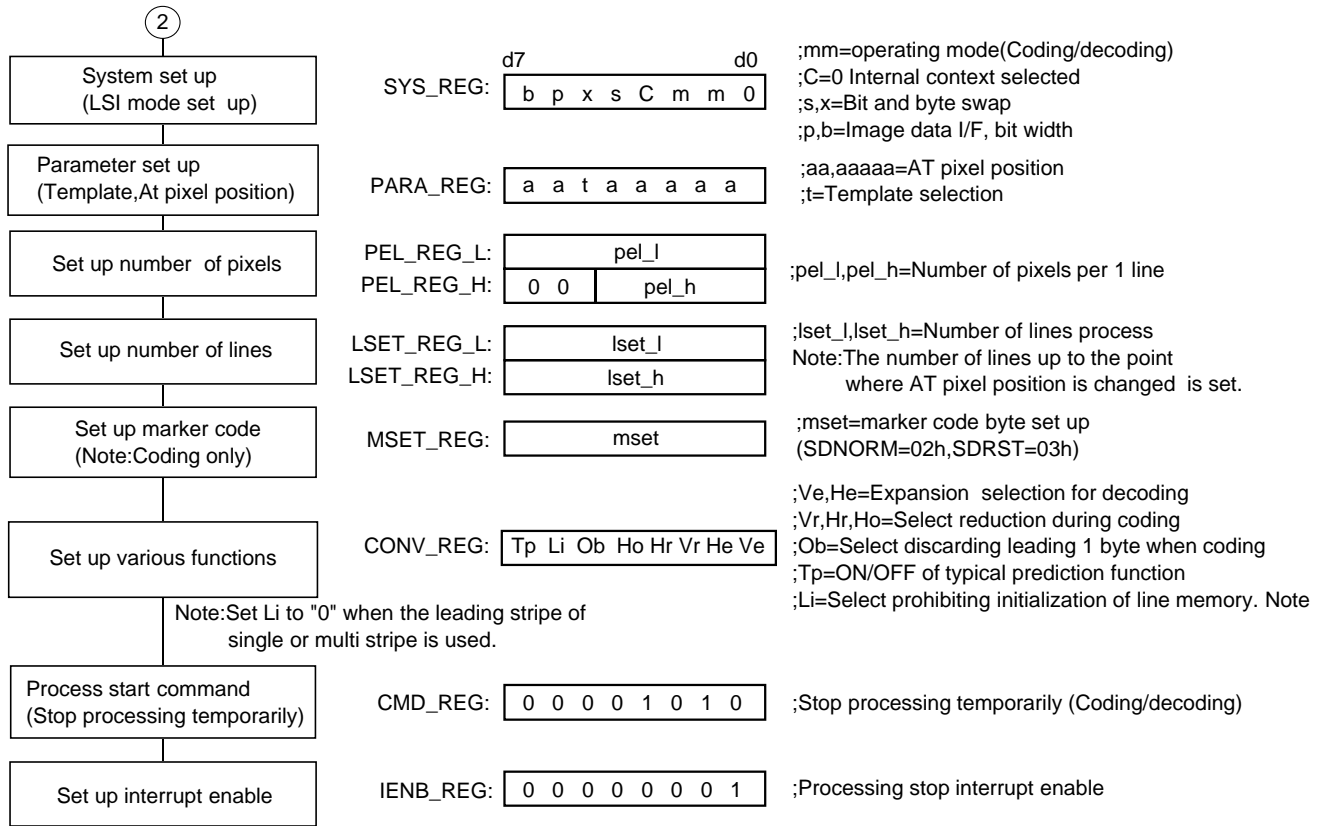 2
System set up
(LSI mode set up)
d7 d0
SYS_REG: b p x s C m m 0
;mm=operating mode(Coding/decoding)
;C=0 Internal context selected
;s,x=Bit and byte swap
;p,b=Image data I/F, bit width
Parameter set up
(Template,At pixel position)
PARA_REG: a a t a a a a a
;aa,aaaaa=AT pixel position
;t=Template selection
Set up number of pixels
PEL_REG_L: pel_l
PEL_REG_H: 0 0 pel_h
;pel_l,pel_h=Number of pixels per 1 line
Set up number of lines
LSET_REG_L: lset_l
LSET_REG_H: lset_h
;lset_l,lset_h=Number of lines process
Note:The number of lines up to the point
where AT pixel position is changed is set.
Set up marker code
(Note:Coding only)
MSET_REG: mset
;mset=marker code byte set up
(SDNORM=02h,SDRST=03h)
Set up various functions
CONV_REG: Tp Li Ob Ho Hr Vr He Ve
;Ve,He=Expansion selection for decoding
;Vr,Hr,Ho=Select reduction during coding
;Ob=Select discarding leading 1 byte when coding
;Tp=ON/OFF of typical prediction function
;Li=Select prohibiting initialization of line memory. Note
Note:Set Li to "0" when the leading stripe of
single or multi stripe is used.
Process start command
(Stop processing temporarily)
CMD_REG: 0 0 0 0 1 0 1 0
;Stop processing temporarily (Coding/decoding)
Set up interrupt enable
IENB_REG: 0 0 0 0 0 0 0 1
;Processing stop interrupt enable